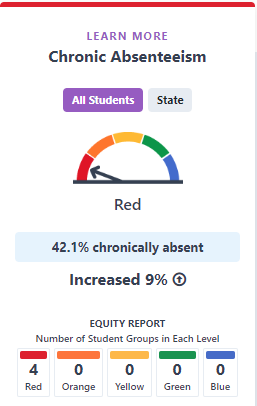 LEARN MORE
Chronic Absenteeism
All Students State
Red
42.1% chronically absent
Increased 9%
EQUITY REPORT
Number of Student Groups in Each Level
4 0 0 0 0
Red Orange Yellow Green Blue